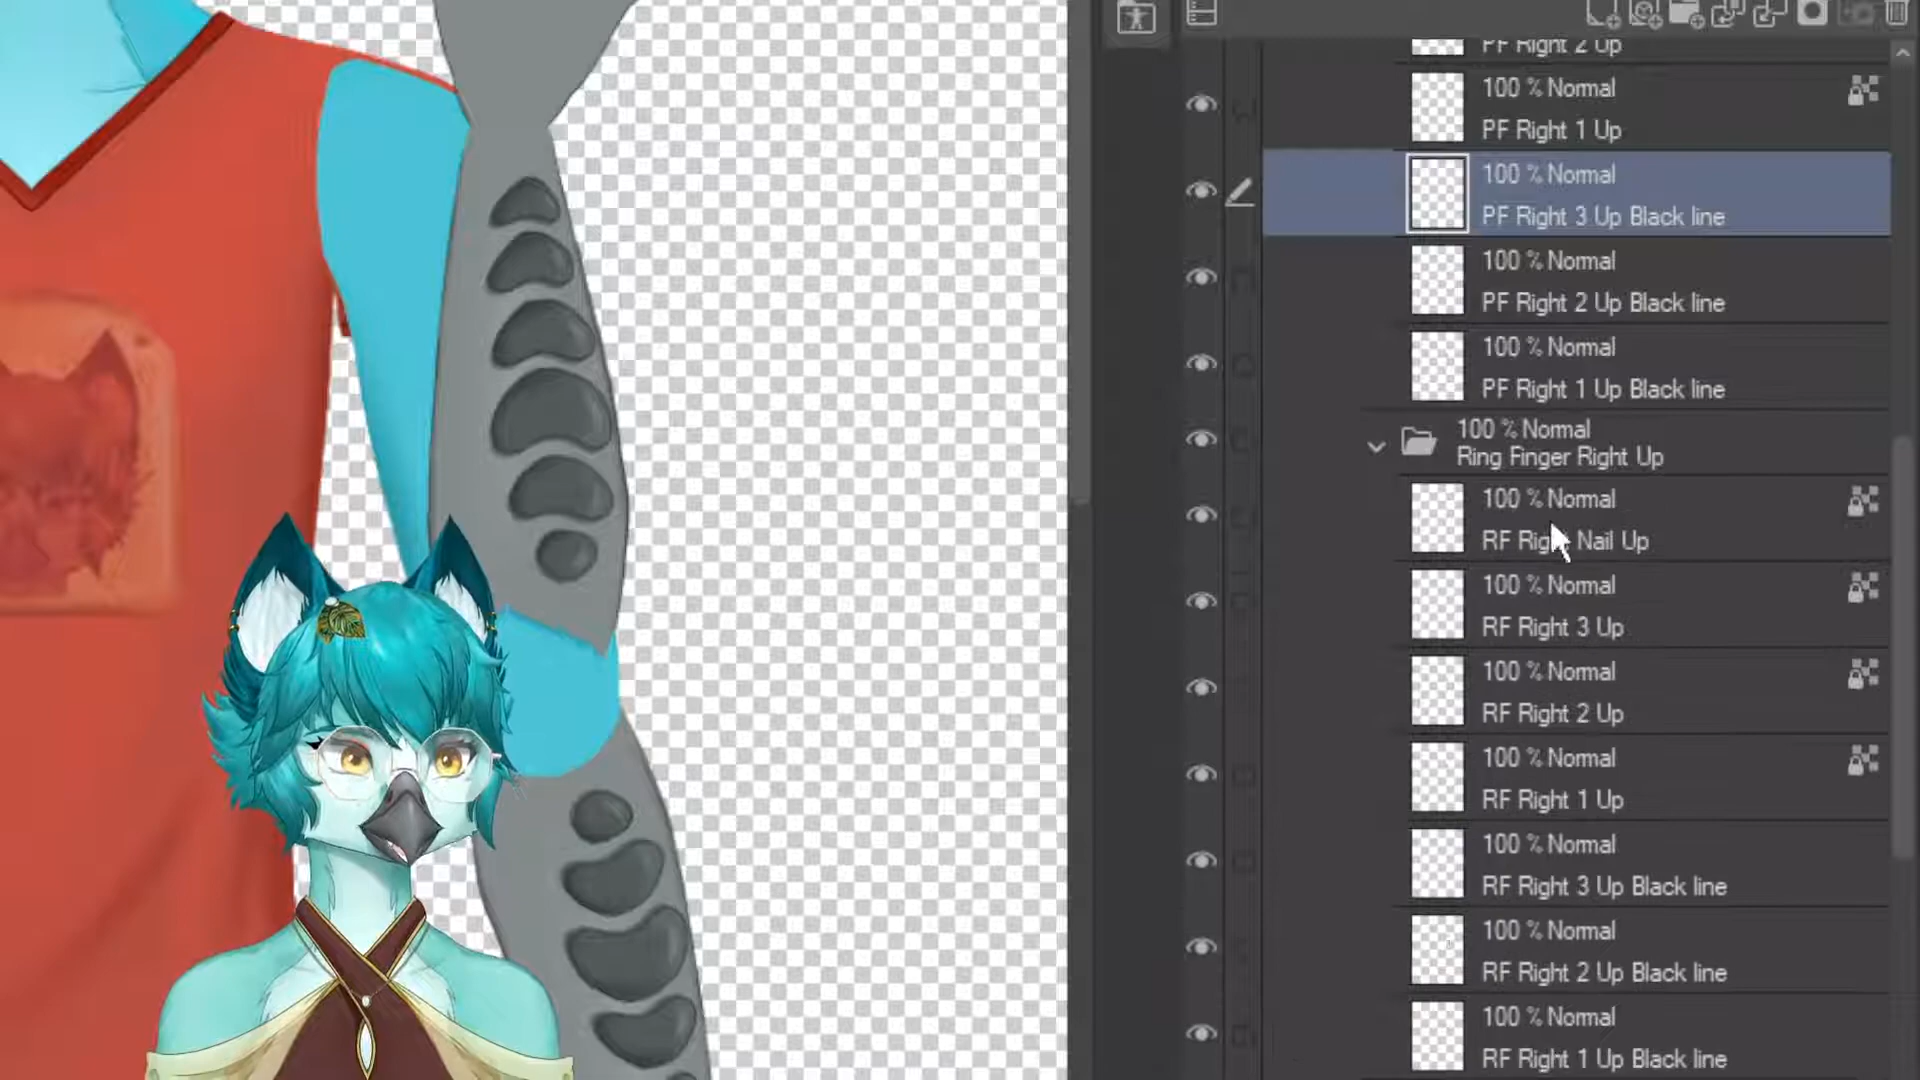 PF Right 2 Up
100 % Normal
PF Right 1 Up
100 % Normal
PF Right 3 Up Black line
100 % Normal
PF Right 2 Up Black line
100 % Normal
PF Right 1 Up Black line
100 % Normal
Ring Finger Right Up
100 % Normal
RF Right Nail Up
100 % Normal
RF Right 3 Up
100 % Normal
RF Right 2 Up
100 % Normal
RF Right 1 Up
100 % Normal
RF Right 3 Up Black line
100 % Normal
RF Right 2 Up Black line
100 % Normal
RF Right 1 Up Black line